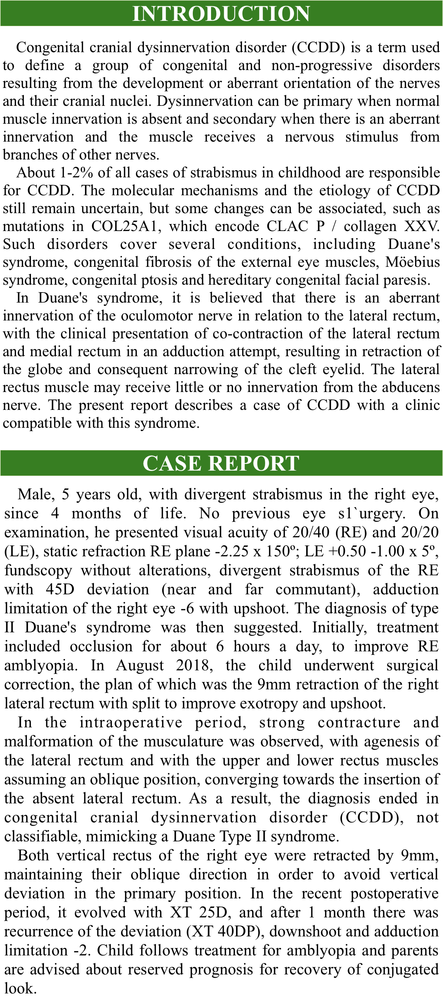 INTRODUCTION
Congenital cranial dysinnervation disorder (CCDD) is a term used
to define a group of congenital and non-progressive disorders
resulting from the development or aberrant orientation of the nerves
and their cranial nuclei. Dysinnervation can be primary when normal
muscle innervation is absent and secondary when there is an aberrant
innervation and the muscle receives a nervous stimulus from
branches of other nerves.
About 1-2% of all cases of strabismus in childhood are responsible
for CCDD. The molecular mechanisms and the etiology of CCDD
still remain uncertain, but some changes can be associated, such as
mutations in COL25A1, which encode CLAC P / collagen XXV.
Such disorders cover several conditions, including Duane's
syndrome, congenital fibrosis of the external eye muscles, Möebius
syndrome, congenital ptosis and hereditary congenital facial paresis.
In Duane's syndrome, it is believed that there is an aberrant
innervation of the oculomotor nerve in relation to the lateral rectum,
with the clinical presentation of co-contraction of the lateral rectum
and medial rectum in an adduction attempt, resulting in retraction of
the globe and consequent narrowing of the cleft eyelid. The lateral
rectus muscle may receive little or no innervation from the abducens
nerve. The present report describes a case of CCDD with a clinic
compatible with this syndrome.
CASE REPORT
Male, 5 years old, with divergent strabismus in the right eye,
since 4 months of life. No previous eye s1`urgery. On
examination, he presented visual acuity of 20/40 (RE) and 20/20
(LE), static refraction RE plane -2.25 x 150º; LE +0.50 -1.00 x 5º,
fundscopy without alterations, divergent strabismus of the RE
with 45D deviation (near and far commutant), adduction
limitation of the right eye -6 with upshoot. The diagnosis of type
II Duane's syndrome was then suggested. Initially, treatment
included occlusion for about 6 hours a day, to improve RE
amblyopia. In August 2018, the child underwent surgical
correction, the plan of which was the 9mm retraction of the right
lateral rectum with split to improve exotropy and upshoot.
In the intraoperative period, strong contracture and
malformation of the musculature was observed, with agenesis of
the lateral rectum and with the upper and lower rectus muscles
assuming an oblique position, converging towards the insertion of
the absent lateral rectum. As a result, the diagnosis ended in
congenital cranial dysinnervation disorder (CCDD), not
classifiable, mimicking a Duane Type II syndrome.
Both vertical rectus of the right eye were retracted by 9mm,
maintaining their oblique direction in order to avoid vertical
deviation in the primary position. In the recent postoperative
period, it evolved with XT 25D, and after 1 month there was
recurrence of the deviation (XT 40DP), downshoot and adduction
limitation -2. Child follows treatment for amblyopia and parents
are advised about reserved prognosis for recovery of conjugated
look.